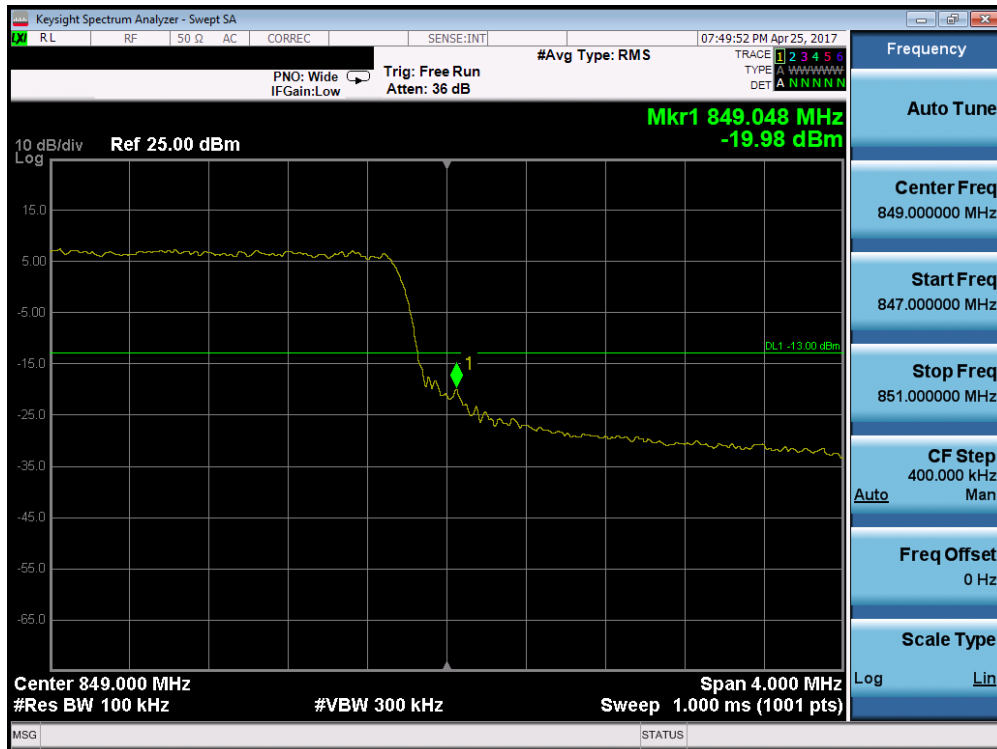 Keysight Spectrum Analyzer - Swept SA
LXI RL RF 50 Ω AC CORREC SENSE:INT 07:49:52 PM Apr 25, 2017
#Avg Type: RMS
TRACE 1 2 3 4 5 6
TYPE A WWWWW
DET A N N N N N
PNO: Wide
IFGain:Low
Trig: Free Run
Atten: 36 dB
Mkr1 849.048 MHz
-19.98 dBm
10 dB/div
Log
Ref 25.00 dBm
15.0
5.00
-5.00
DL1 -13.00 dBm
-15.0
1
-25.0
-35.0
-45.0
-55.0
-65.0
Center 849.000 MHz
Span 4.000 MHz
#Res BW 100 kHz
#VBW 300 kHz
Sweep 1.000 ms (1001 pts)
MSG
STATUS
Frequency
Auto Tune
Center Freq
849.000000 MHz
Start Freq
847.000000 MHz
Stop Freq
851.000000 MHz
CF Step
400.000 kHz
Auto Man
Freq Offset
0 Hz
Scale Type
Log Lin